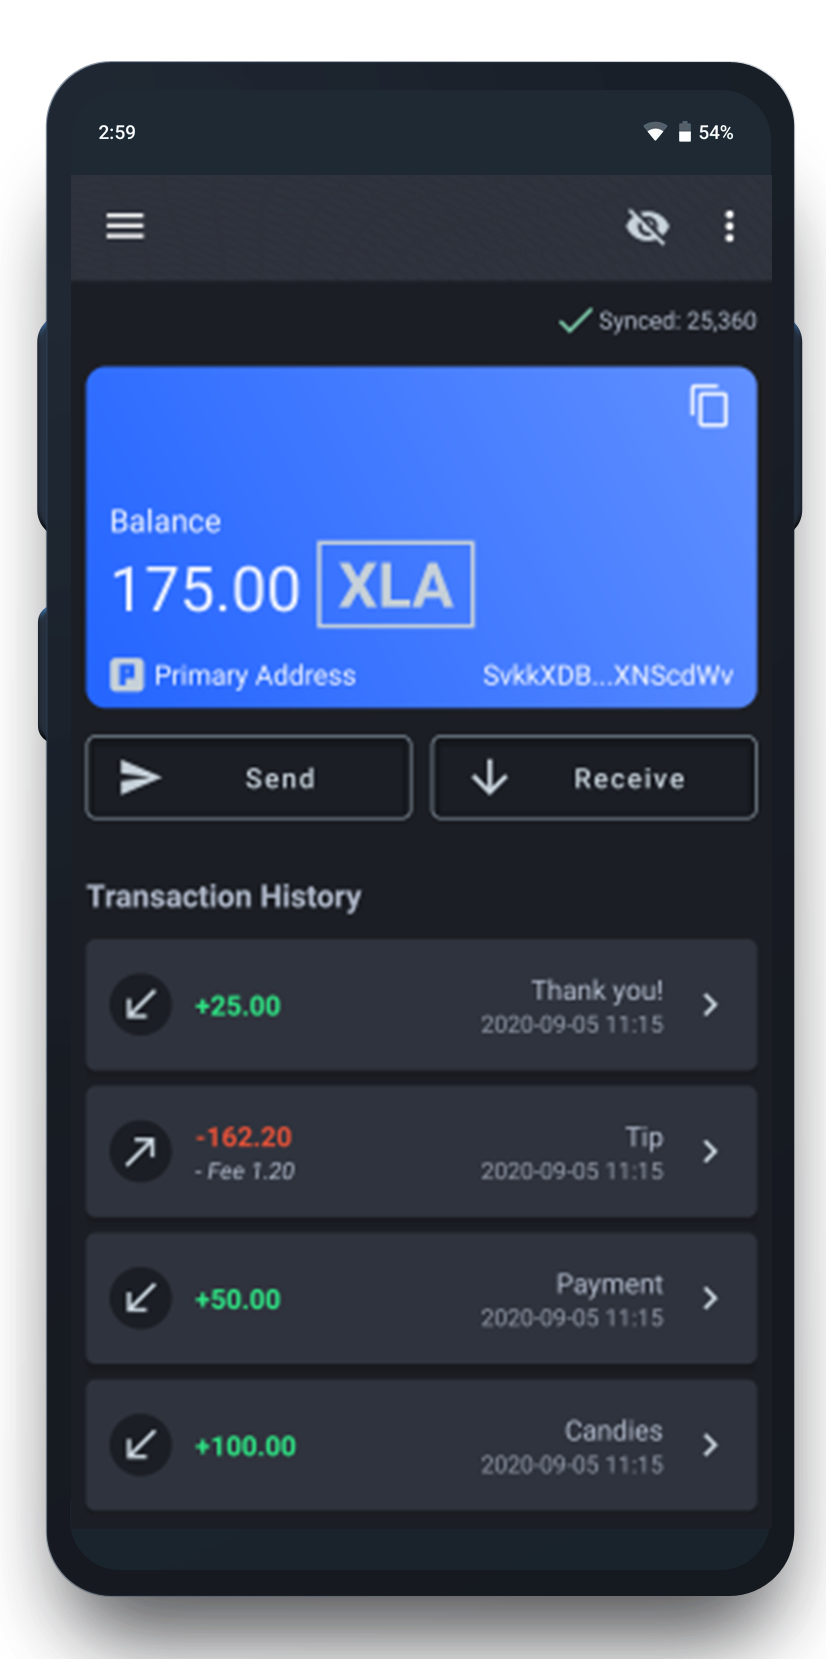 2:59 54%
Synced: 25,360
Balance
175.00 XLA
P Primary Address SvkkXDB...XNScdWv
Send Receive
Transaction History
+25.00 Thank you!
2020-09-05 11:15
-162.20 Tip
- Fee 1.20 2020-09-05 11:15
+50.00 Payment
2020-09-05 11:15
+100.00 Candies
2020-09-05 11:15